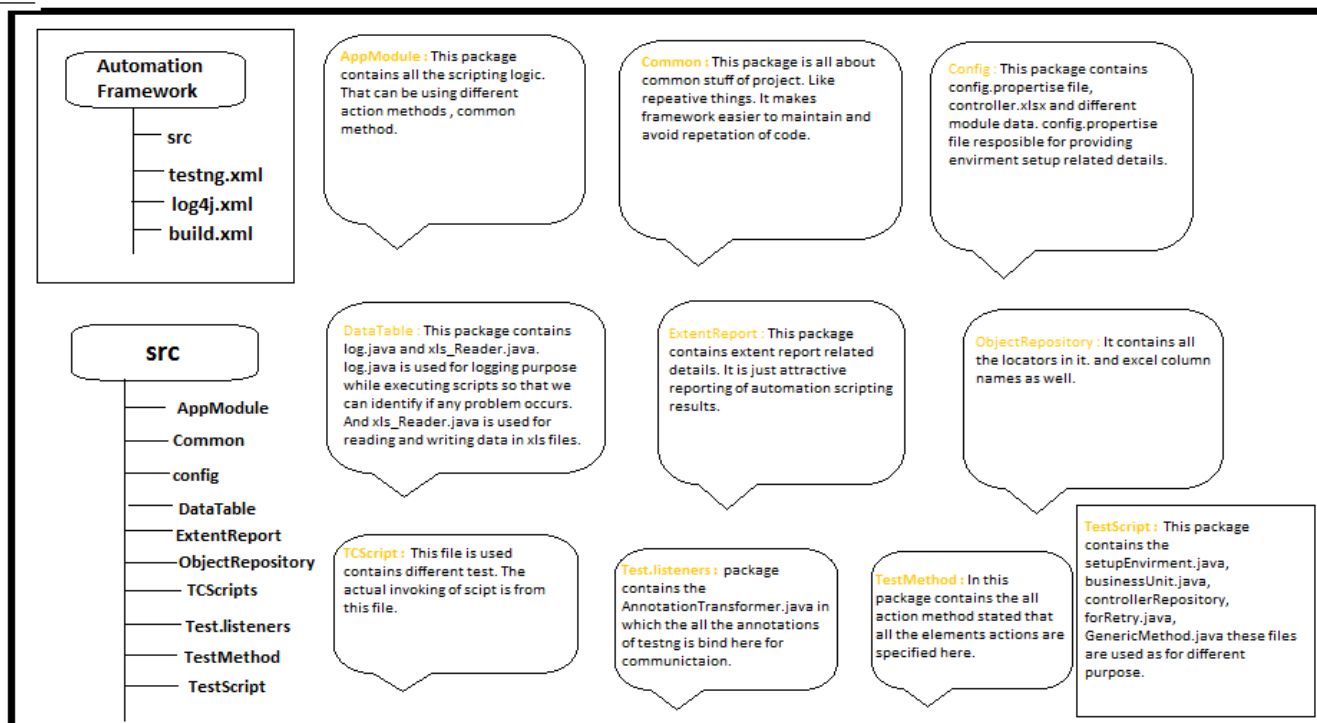 Automation
Framework
src
testng.xml
log4j.xml
build.xml
AppModule : This package
contains all the scripting logic.
That can be using different
action methods , common
method.
Common : This package is all about
common stuff of project. Like
repeative things. It makes
framework easier to maintain and
avoid repetation of code.
Config : This package contains
config.propertise file,
controller.xlsx and different
module data. config.propertise
file resposible for providing
envirment setup related details.
src
AppModule
Common
config
DataTable
ExtentReport
ObjectRepository
TCScripts
Test.listeners
TestMethod
TestScript
DataTable : This package contains
log.java and xls_Reader.java.
log.java is used for logging purpose
while executing scripts so that we
can identify if any problem occurs.
And xls_Reader.java is used for
reading and writing data in xls files.
ExtentReport : This package
contains extent report related
details. It is just attractive
reporting of automation scripting
results.
ObjectRepository : It contains all
the locators in it. and excel column
names as well.
TCScript : This file is used
contains different test. The
actual invoking of scipt is from
this file.
Test.listeners : package
contains the
AnnotationTransformer.java in
which the all the annotations
of testng is bind here for
communictaion.
TestMethod : In this
package contains the all
action method stated that
all the elements actions are
specified here.
TestScript : This package
contains the
setupEnvirment.java,
businessUnit.java,
controllerRepository,
forRetry.java,
GenericMethod.java these files
are used as for different
purpose.